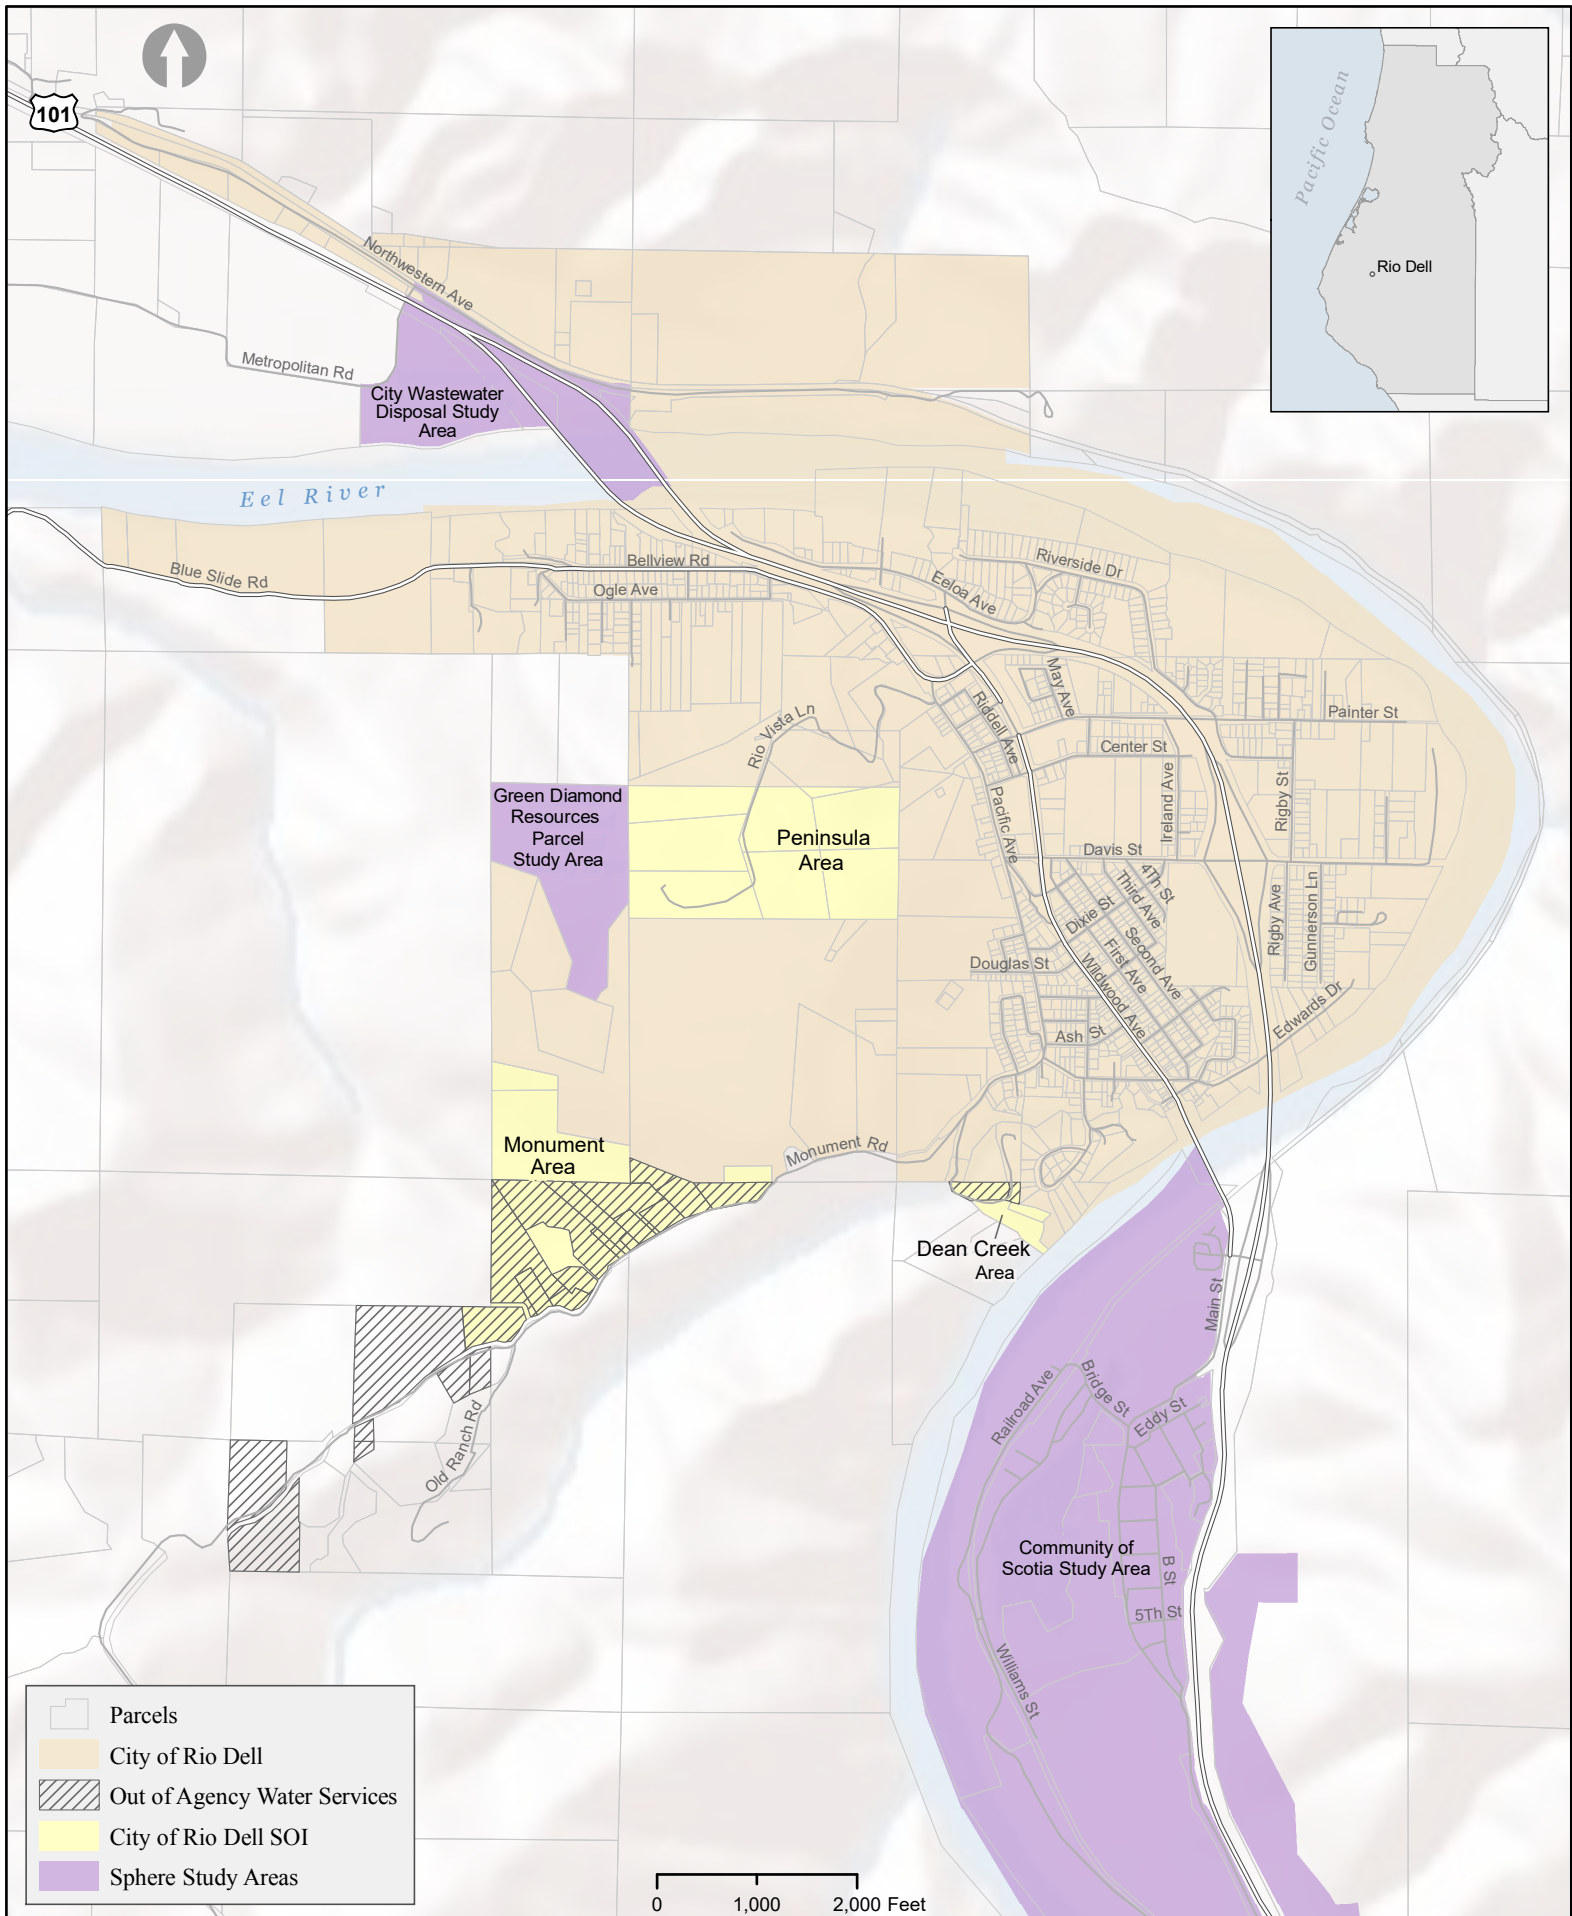 101
Pacific Ocean
Rio Dell
Northwestern Ave
Metropolitan Rd
City Wastewater
Disposal Study
Area
Eel River
Blue Slide Rd
Bellview Rd
Ogle Ave
Riverside Dr
Eeloa Ave
May Ave
Riddell Ave
Painter St
Rio Vista Ln
Center St
Ireland Ave
Rigby St
Pacific Ave
Green Diamond
Resources
Parcel
Study Area
Peninsula
Area
Davis St
4Th St
Third Ave
Dixie St
Second Ave
First Ave
Rigby Ave
Gunnerson Ln
Douglas St
Wildwood Ave
Ash St
Edwards Dr
Monument
Area
Monument Rd
Dean Creek
Area
Main St
Railroad Ave
Bridge St
Eddy St
Old Ranch Rd
Community of
Scotia Study Area
B St
5Th St
Williams St
Parcels
City of Rio Dell
Out of Agency Water Services
City of Rio Dell SOI
Sphere Study Areas
0 1,000 2,000 Feet